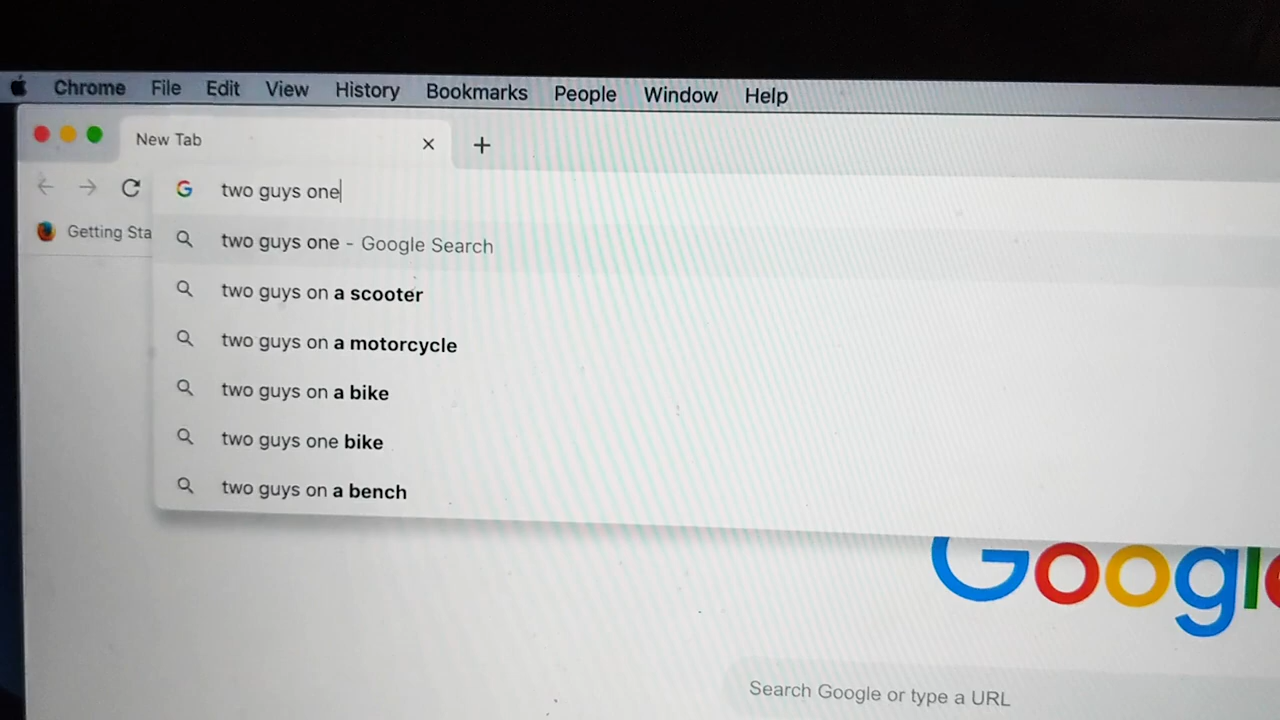 Chrome File Edit View History Bookmarks People Window Help
New Tab
two guys one
Getting Sta
two guys one - Google Search
two guys on a scooter
two guys on a motorcycle
two guys on a bike
two guys one bike
two guys on a bench
Google
Search Google or type a URL